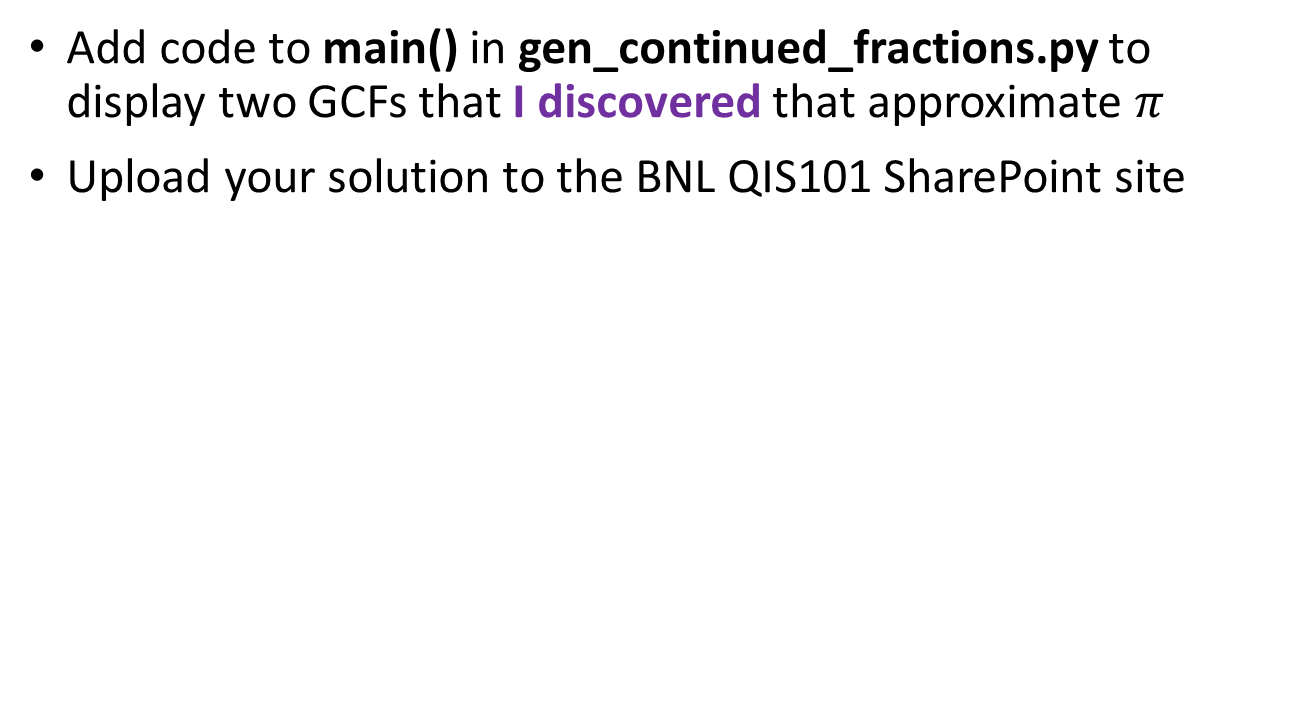 • Add code to main() in gen_continued_fractions.py to
display two GCFs that I discovered that approximate 𝜋
• Upload your solution to the BNL QIS101 SharePoint site